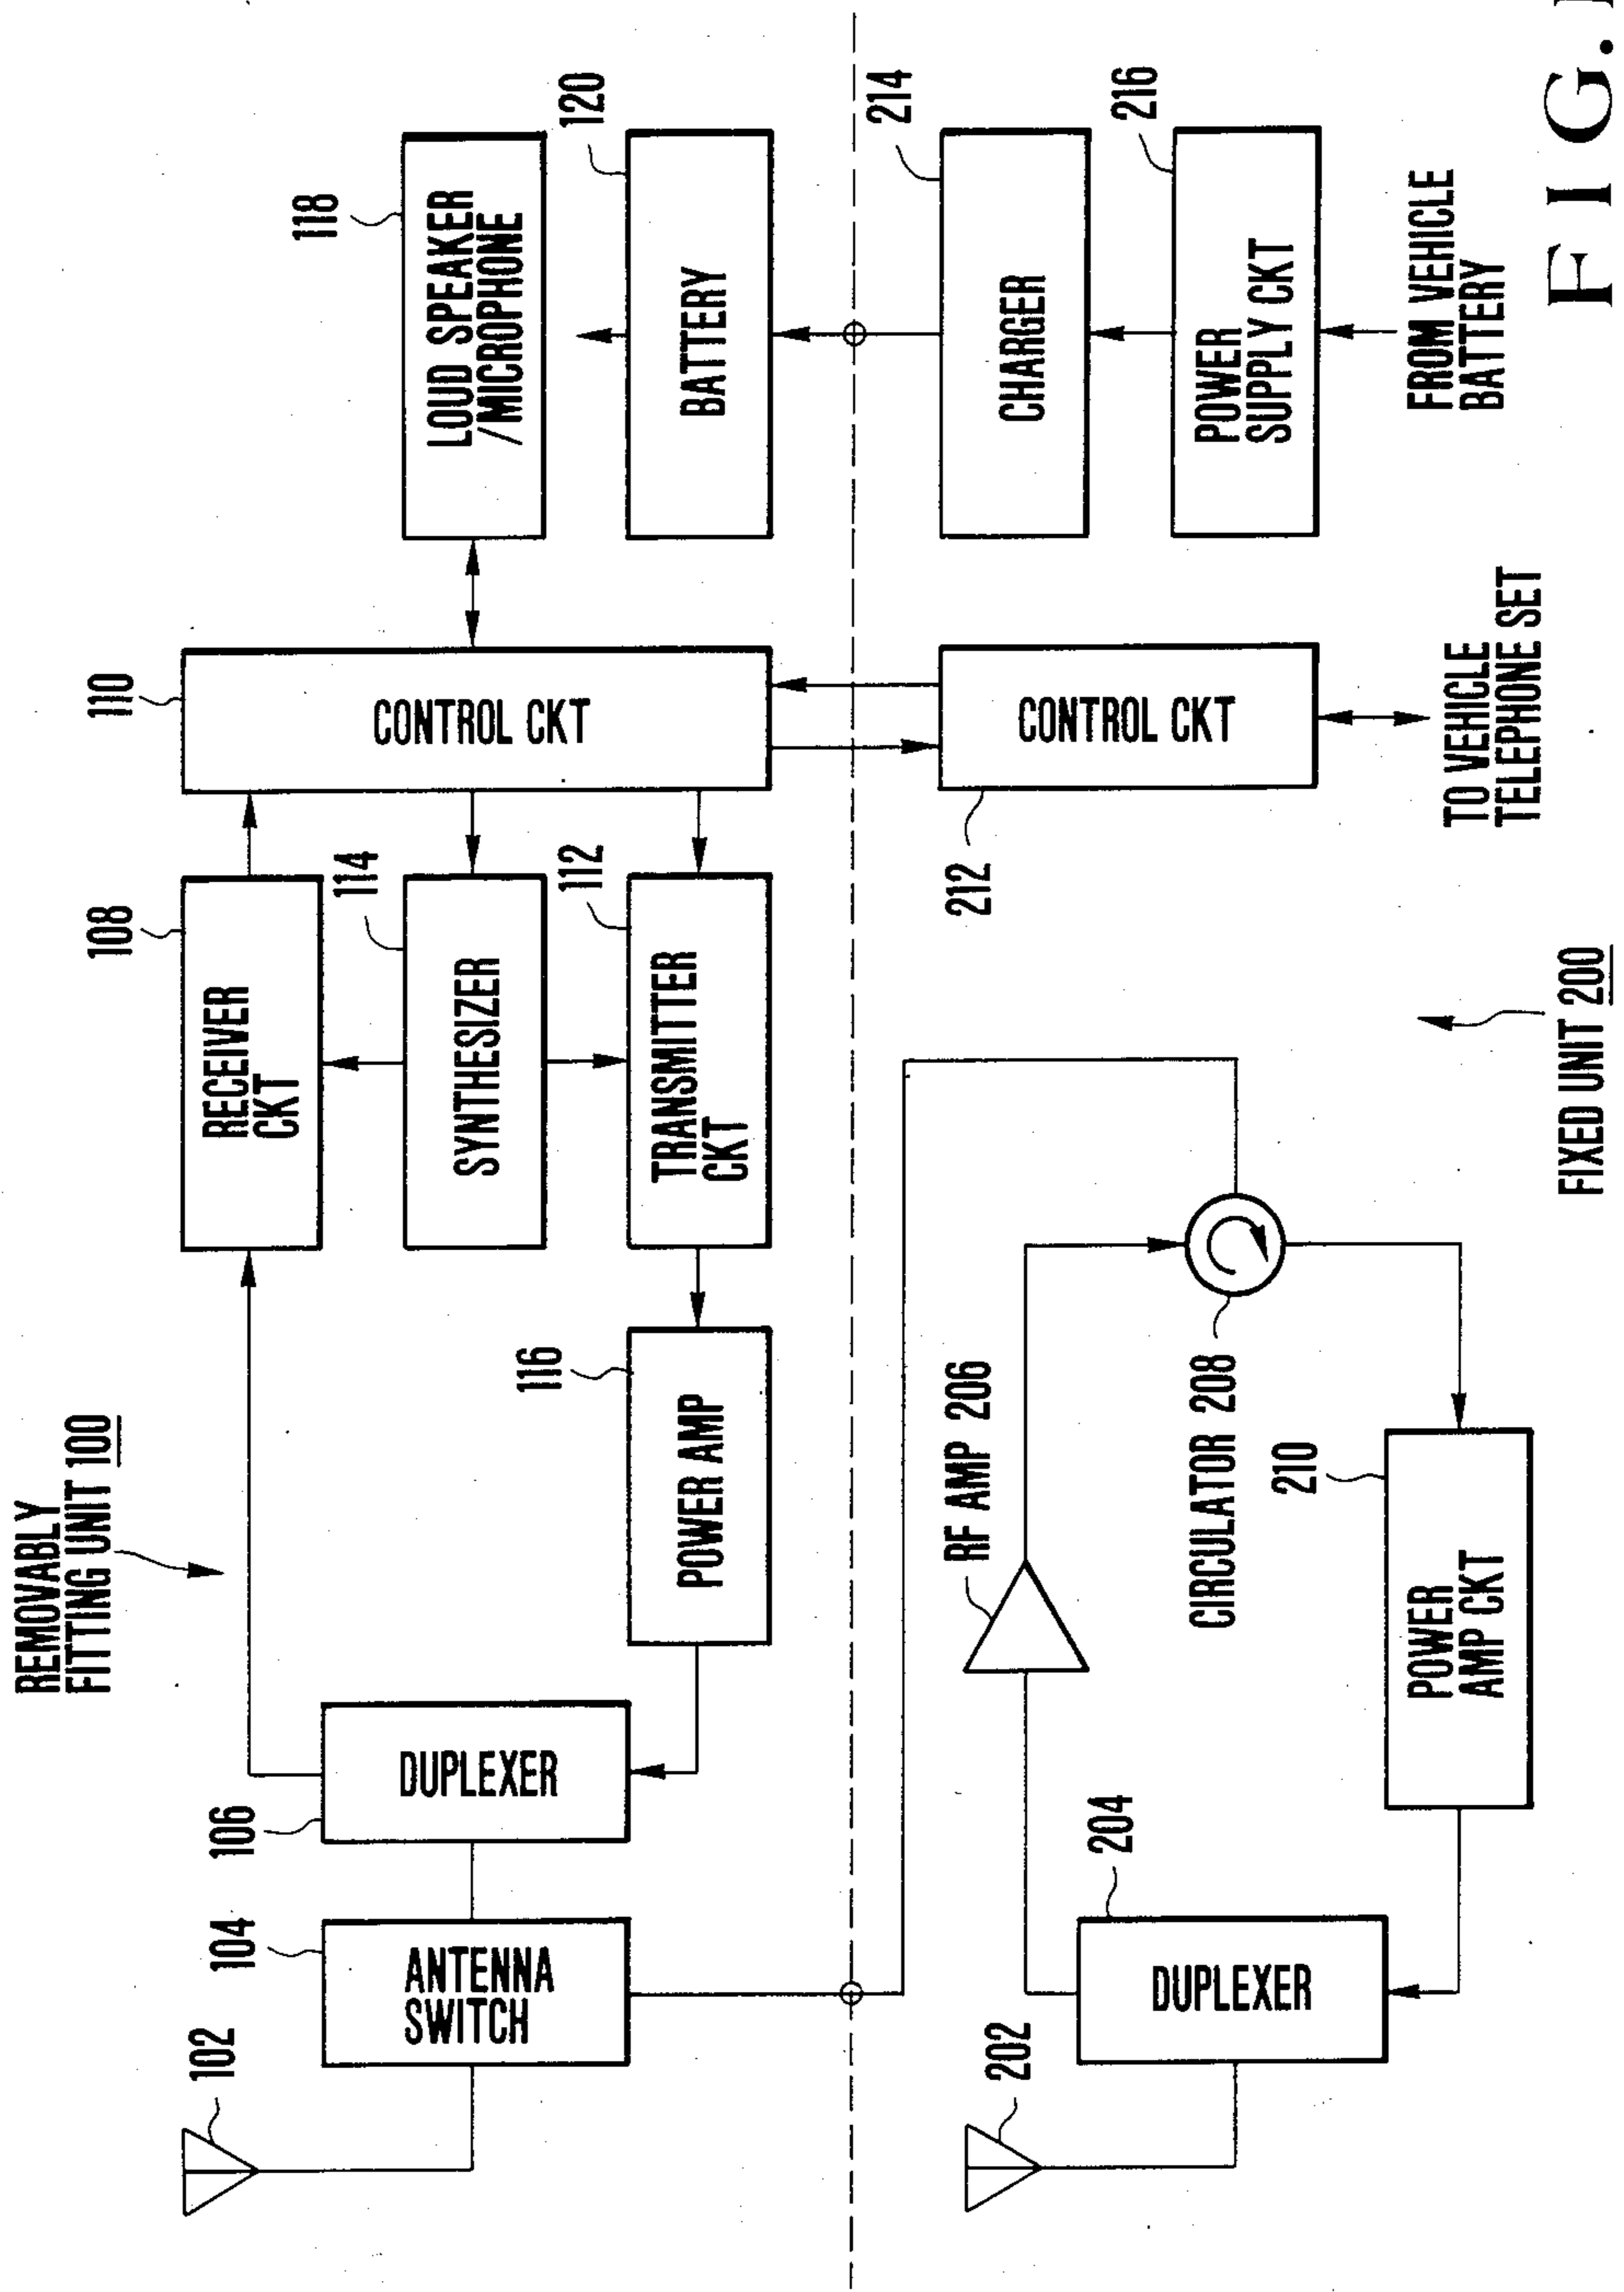 REMOVABLY
FITTING UNIT 100
102
104
ANTENNA
SWITCH
106
DUPLEXER
108
RECEIVER
CKT
114
SYNTHESIZER
112
TRANSMITTER
CKT
116
POWER AMP
110
CONTROL CKT
118
LOUD SPEAKER
/MICROPHONE
120
BATTERY
202
204
DUPLEXER
RF AMP 206
CIRCULATOR 208
210
POWER
AMP CKT
212
CONTROL CKT
TO VEHICLE
TELEPHONE SET
214
CHARGER
216
POWER
SUPPLY CKT
FROM VEHICLE
BATTERY
FIXED UNIT 200
FIG.